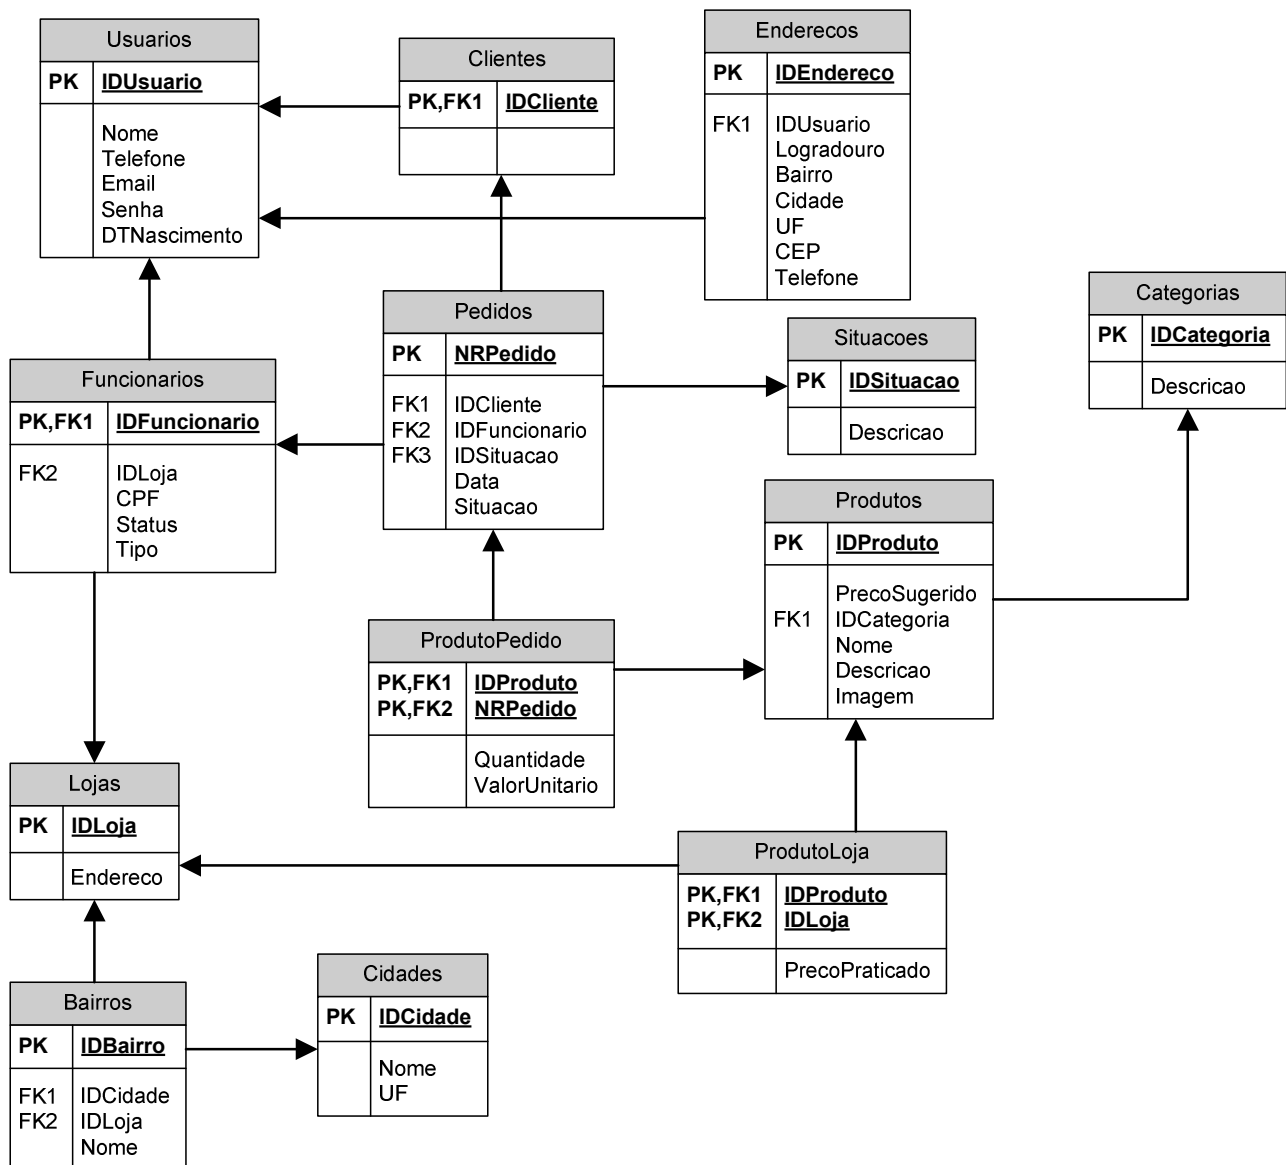 Usuarios
PK IDUsuario
Nome
Telefone
Email
Senha
DTNascimento
Clientes
PK,FK1 IDCliente
Enderecos
PK IDEndereco
FK1 IDUsuario
Logradouro
Bairro
Cidade
UF
CEP
Telefone
Funcionarios
PK,FK1 IDFuncionario
FK2 IDLoja
CPF
Status
Tipo
Pedidos
PK NRPedido
FK1 IDCliente
FK2 IDFuncionario
FK3 IDSituacao
Data
Situacao
Situacoes
PK IDSituacao
Descricao
Categorias
PK IDCategoria
Descricao
Produtos
PK IDProduto
PrecoSugerido
FK1 IDCategoria
Nome
Descricao
Imagem
ProdutoPedido
PK,FK1 IDProduto
PK,FK2 NRPedido
Quantidade
ValorUnitario
Lojas
PK IDLoja
Endereco
ProdutoLoja
PK,FK1 IDProduto
PK,FK2 IDLoja
PrecoPraticado
Bairros
PK IDBairro
FK1 IDCidade
FK2 IDLoja
Nome
Cidades
PK IDCidade
Nome
UF